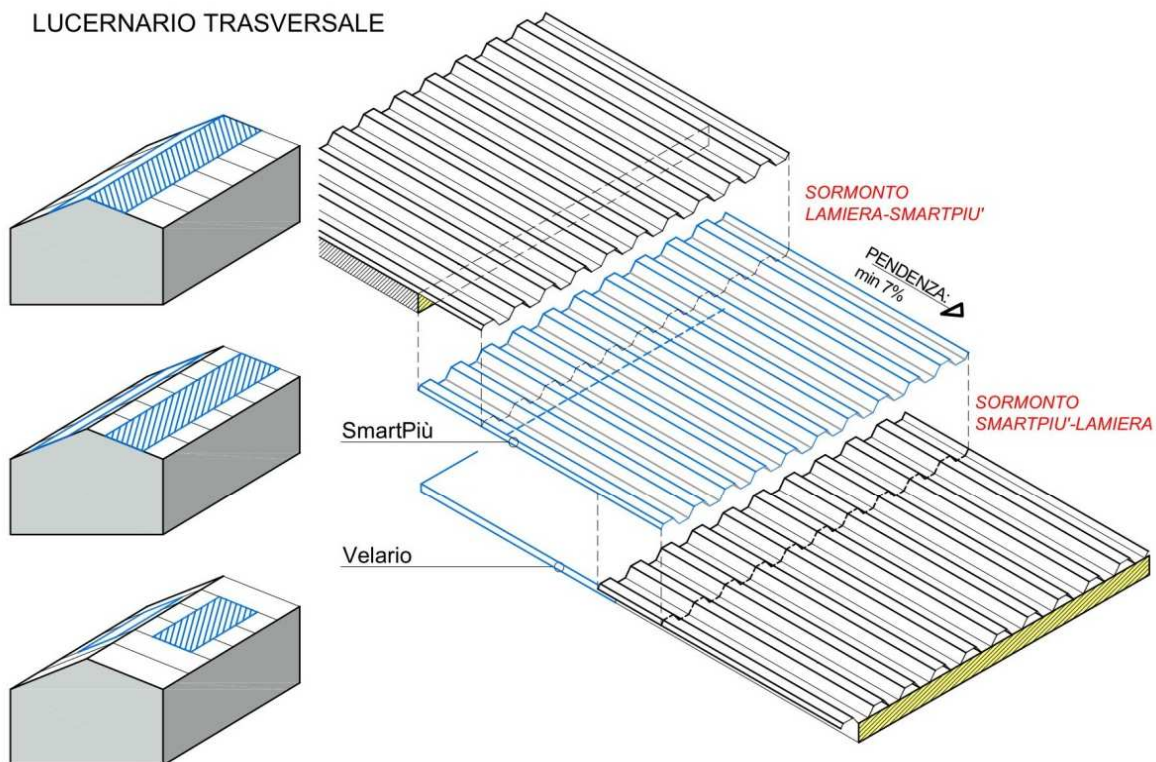 LUCERNARIO TRASVERSALE
SORMONTO
LAMIERA-SMARTPIU'
PENDENZA:
min 7%
SORMONTO
SMARTPIU'-LAMIERA
SmartPiù
Velario